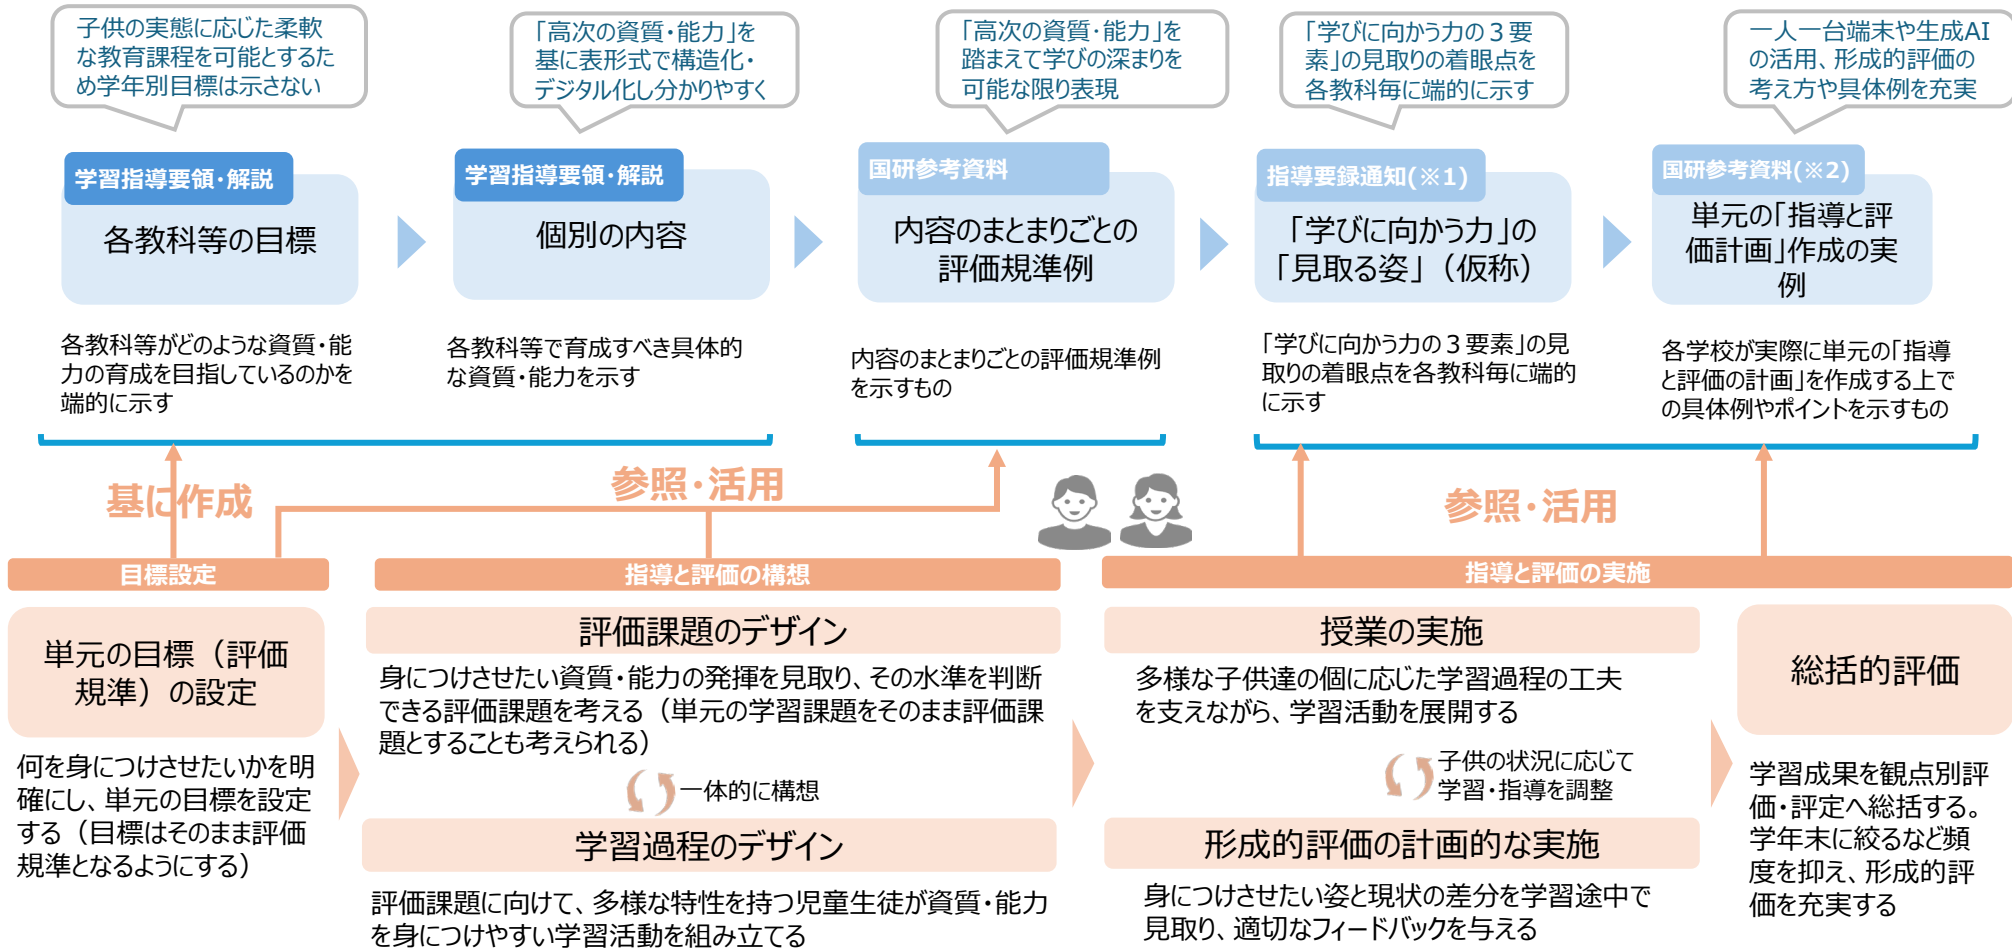 子供の実態に応じた柔軟
な教育課程を可能とするた
め学年別目標は示さない
「高次の資質・能力」を
基に表形式で構造化・
デジタル化し分かりやすく
「高次の資質・能力」を
踏まえて学びの深まりを
可能な限り表現
「学びに向かう力の３要
素」の見取りの着眼点を
各教科毎に端的に示す
一人一台端末や生成AI
の活用、形成的評価の
考え方や具体例を充実
学習指導要領・解説
各教科等の目標
学習指導要領・解説
個別の内容
国研参考資料
内容のまとまりごとの
評価規準例
指導要録通知(※1)
「学びに向かう力」の
「見取る姿」（仮称）
国研参考資料(※2)
単元の「指導と評
価計画」作成の実
例
各教科等がどのような資質・能
力の育成を目指しているのかを
端的に示す
各教科等で育成すべき具体的
な資質・能力を示す
内容のまとまりごとの評価規準例
を示すもの
「学びに向かう力の３要素」の見
取りの着眼点を各教科毎に端的
に示す
各学校が実際に単元の「指導
と評価の計画」を作成する上で
の具体例やポイントを示すもの
基に作成
参照・活用
参照・活用
目標設定
指導と評価の構想
指導と評価の実施
単元の目標（評価
規準）の設定
何を身につけさせたいかを明
確にし、単元の目標を設定
する（目標はそのまま評価
規準となるようにする）
評価課題のデザイン
身につけさせたい資質・能力の発揮を見取り、その水準を判断
できる評価課題を考える（単元の学習課題をそのまま評価課
題とすることも考えられる）
一体的に構想
学習過程のデザイン
評価課題に向けて、多様な特性を持つ児童生徒が資質・能力
を身につけやすい学習活動を組み立てる
授業の実施
多様な子供達の個に応じた学習過程の工夫
を支えながら、学習活動を展開する
子供の状況に応じて
学習・指導を調整
形成的評価の計画的な実施
身につけさせたい姿と現状の差分を学習途中で
見取り、適切なフィードバックを与える
総括的評価
学習成果を観点別評
価・評定へ総括する。
学年末に絞るなど頻
度を抑え、形成的評
価を充実する